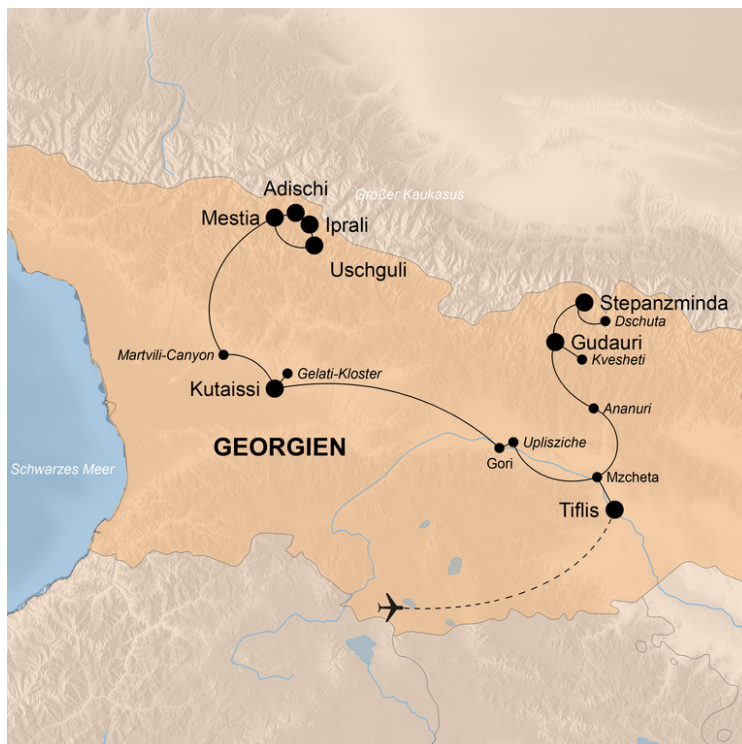 Adischi
Großer Kaukasus
Mestia
Iprali
Uschguli
Stepanzminda
Dschuta
Gudauri
Martvili-Canyon
Kvesheti
Gelati-Kloster
Kutaissi
Ananuri
GEORGIEN
Uplisziche
Gori
Schwarzes Meer
Mzcheta
Tiflis